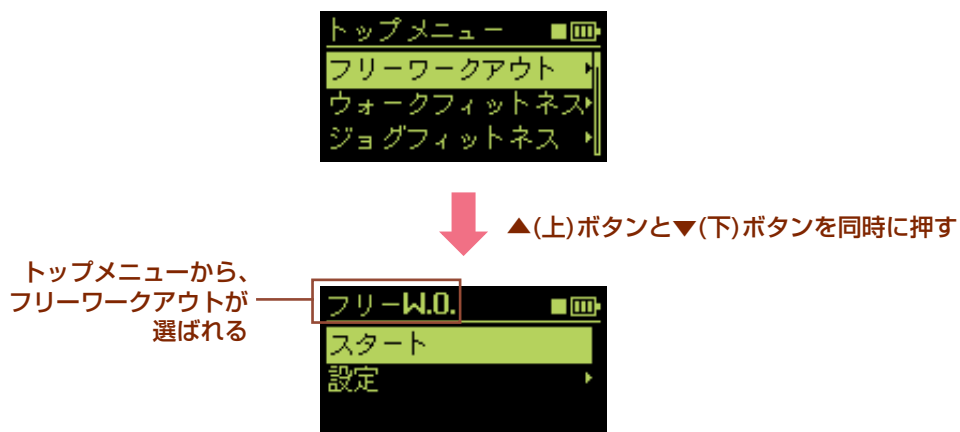 トップメニュー
フリーワークアウト
ウォークフィットネス
ジョグフィットネス
▲(上)ボタンと▼(下)ボタンを同時に押す
トップメニューから、
フリーワークアウトが
選ばれる
フリーW.O.
スタート
設定